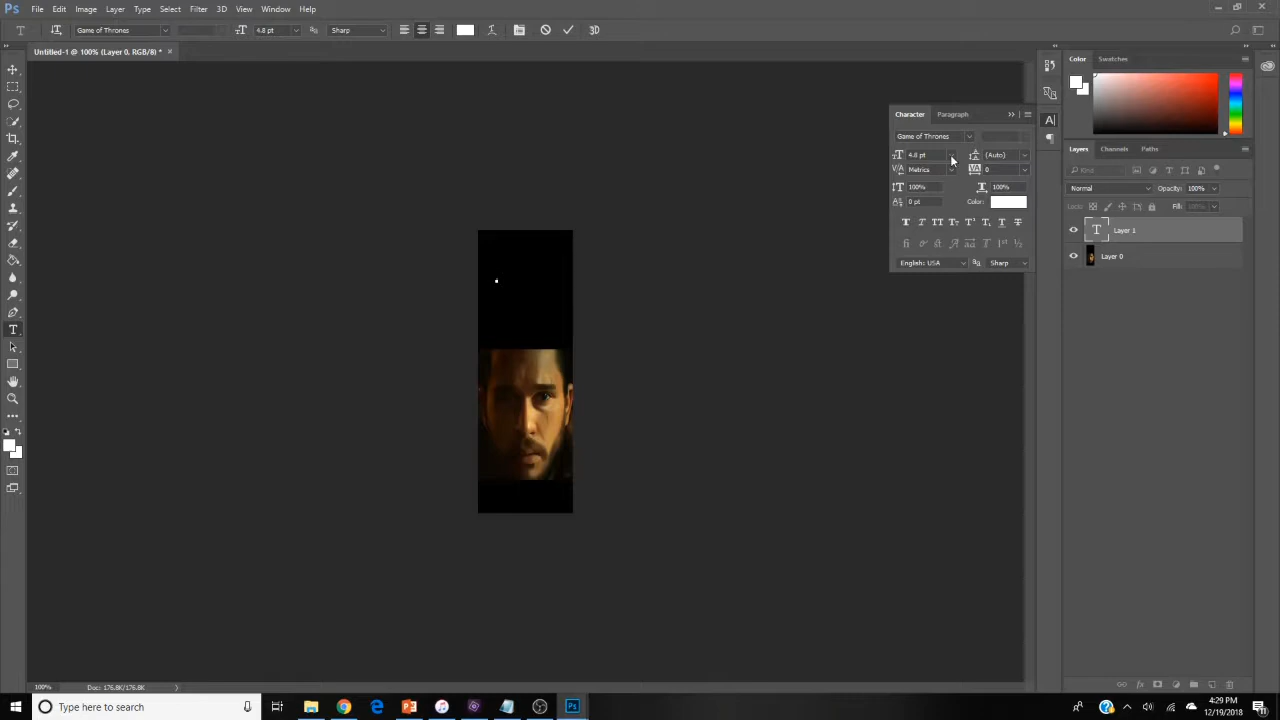 Ps File Edit Image Layer Type Select Filter 3D View Window Help
Game of Thrones 4.8 pt Sharp 3D
Untitled-1 @ 100% (Layer 0, RGB/8) *
Color Swatches
Character Paragraph
Game of Thrones
4.8 pt (Auto)
Metrics 0
100% 100%
0 pt Color:
English: USA Sharp
Layers Channels Paths
Kind
Normal Opacity: 100%
Lock: Fill: 100%
Layer 1
Layer 0
100% Doc: 176.8K/176.8K
Type here to search
4:29 PM
12/19/2018